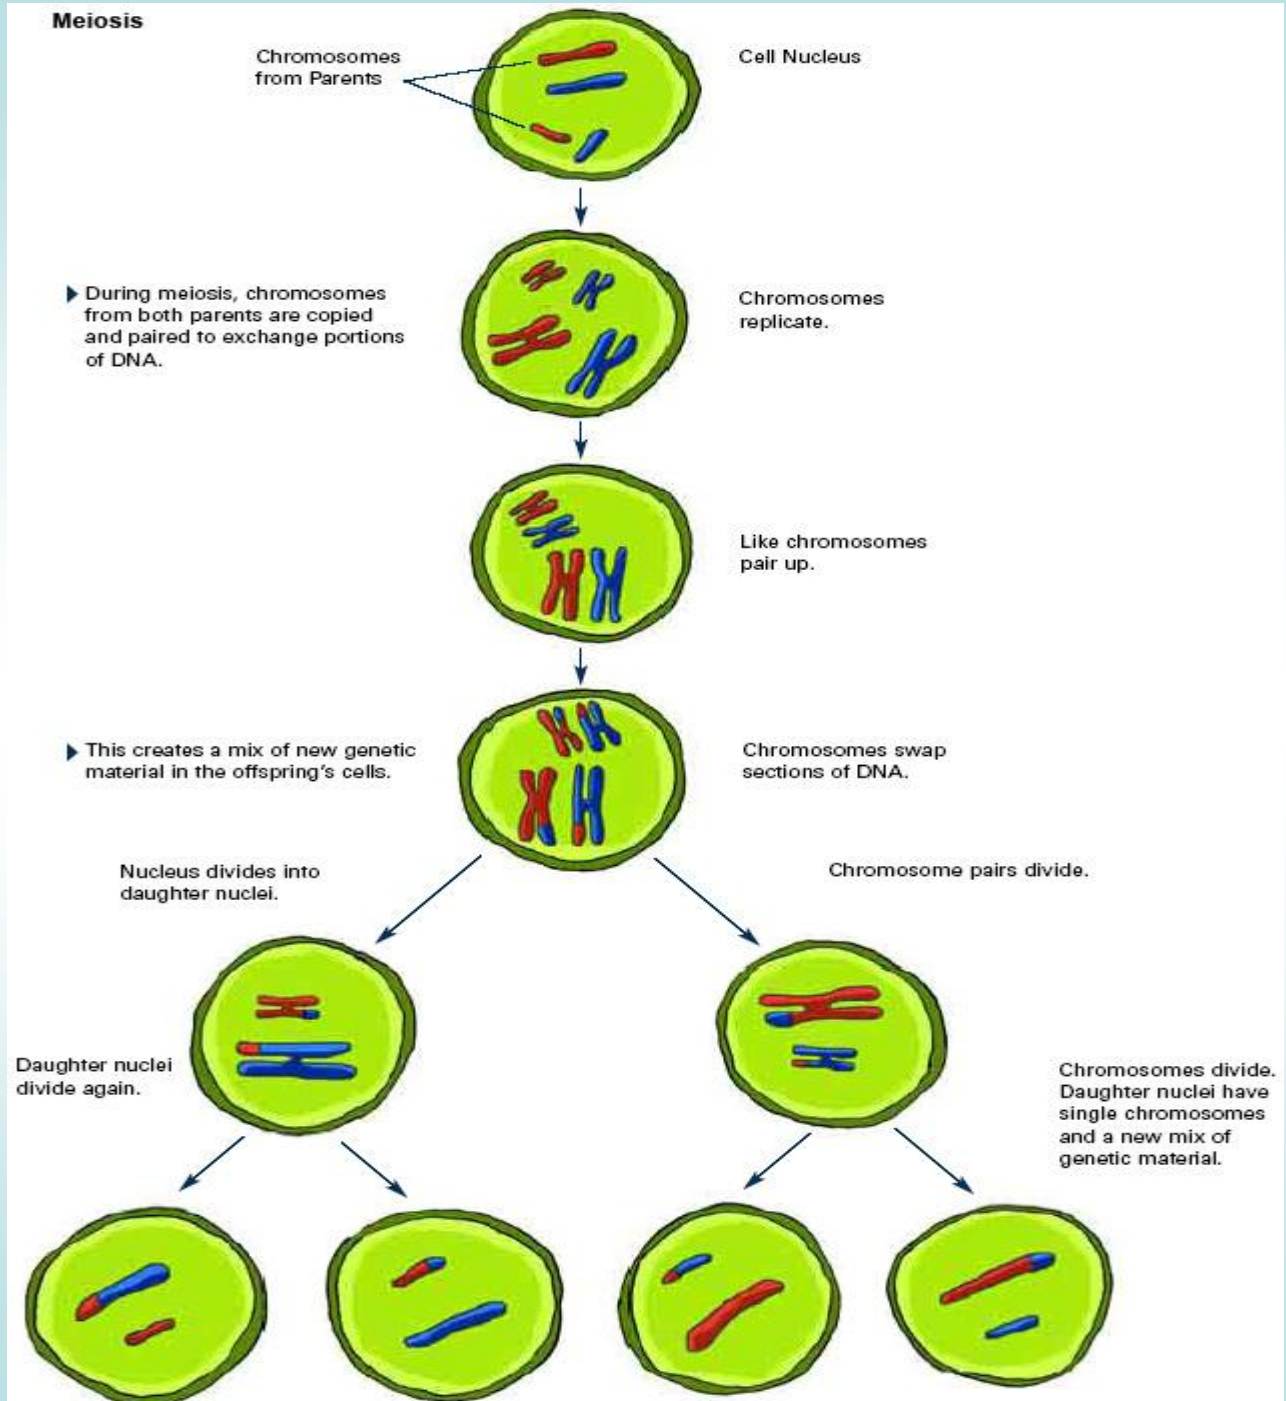 Meiosis
Chromosomes
from Parents
Cell Nucleus
During meiosis, chromosomes
from both parents are copied
and paired to exchange portions
of DNA.
Chromosomes
replicate.
Like chromosomes
pair up.
This creates a mix of new genetic
material in the offspring's cells.
Chromosomes swap
sections of DNA.
Nucleus divides into
daughter nuclei.
Chromosome pairs divide.
Daughter nuclei
divide again.
Chromosomes divide.
Daughter nuclei have
single chromosomes
and a new mix of
genetic material.